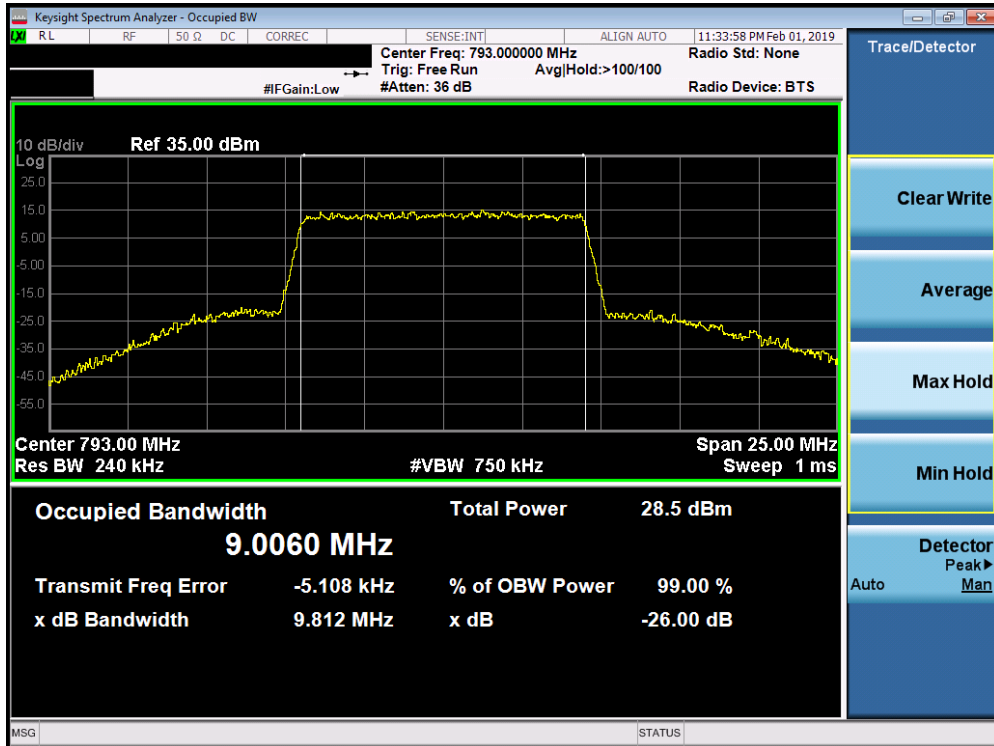 Keysight Spectrum Analyzer - Occupied BW
LXI RL RF 50 Ω DC CORREC SENSE:INT ALIGN AUTO 11:33:58 PM Feb 01, 2019
Center Freq: 793.000000 MHz Radio Std: None
Trig: Free Run Avg|Hold:>100/100
#IFGain:Low #Atten: 36 dB Radio Device: BTS
Trace/Detector
10 dB/div Ref 35.00 dBm
Log
25.0
15.0
5.00
-5.00
-15.0
-25.0
-35.0
-45.0
-55.0
Center 793.00 MHz Span 25.00 MHz
Res BW 240 kHz #VBW 750 kHz Sweep 1 ms
Occupied Bandwidth Total Power 28.5 dBm
9.0060 MHz
Transmit Freq Error -5.108 kHz % of OBW Power 99.00 %
x dB Bandwidth 9.812 MHz x dB -26.00 dB
Clear Write
Average
Max Hold
Min Hold
Detector
Peak▶
Auto Man
MSG STATUS